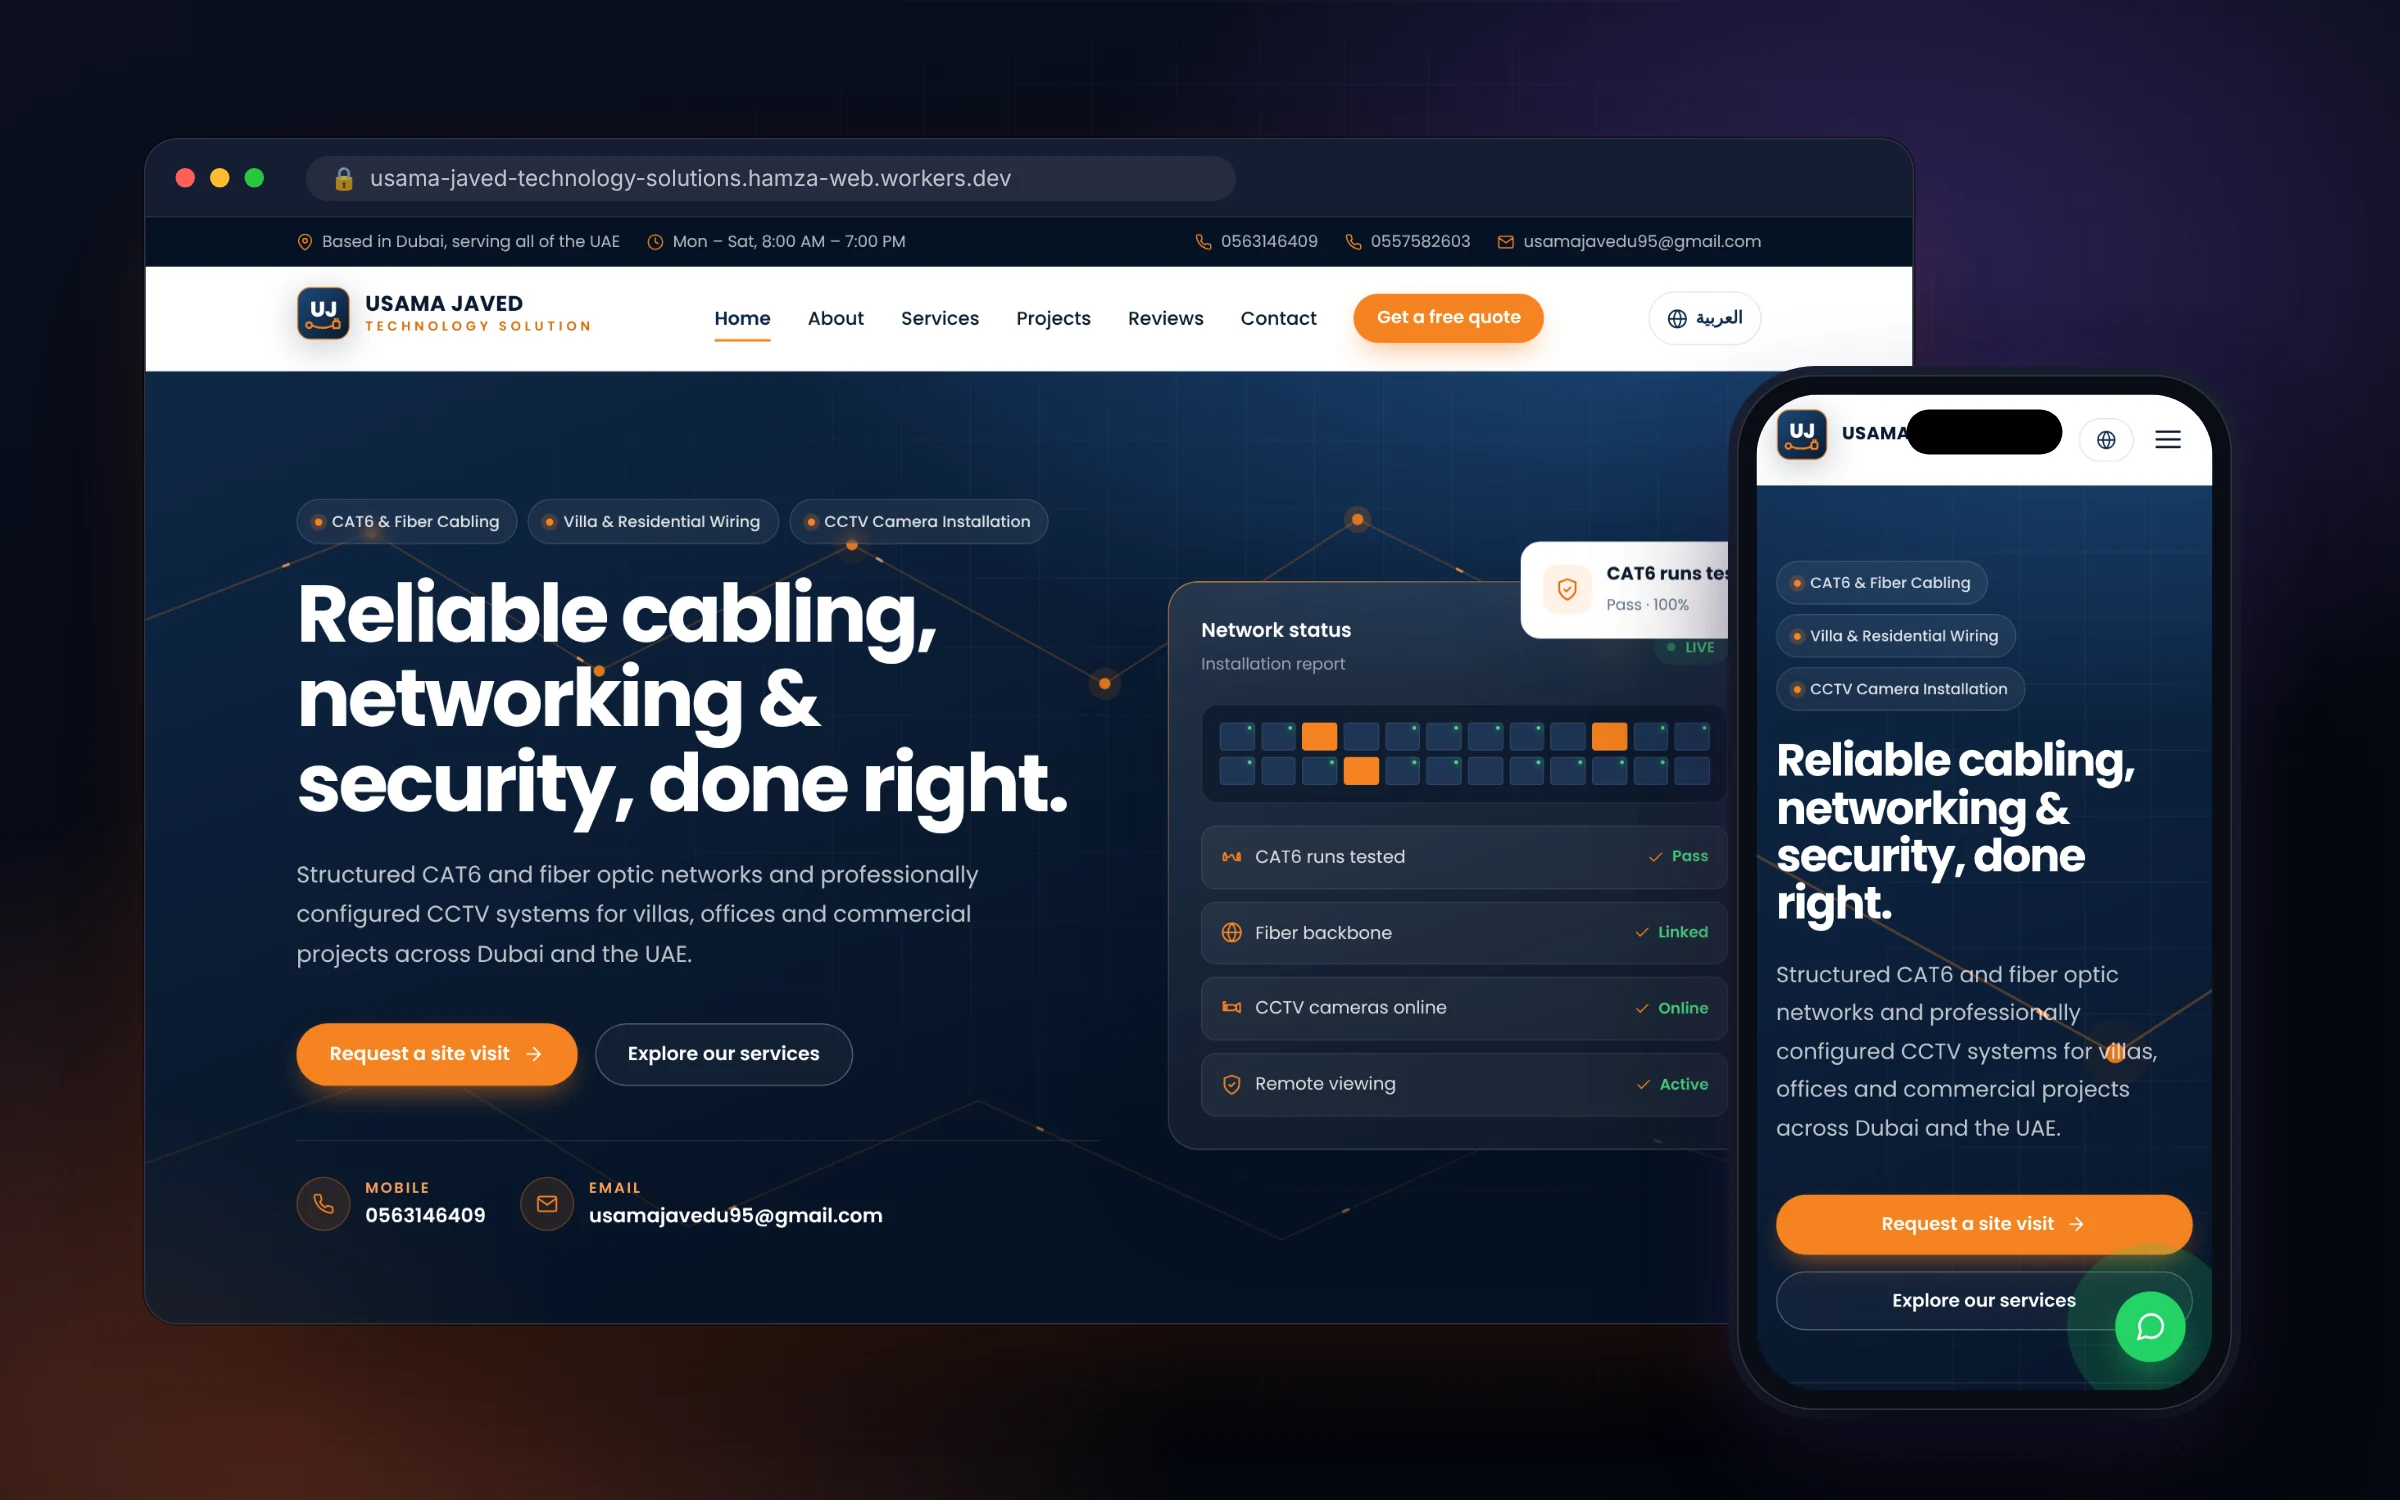 usama-javed-technology-solutions.hamza-web.workers.dev
Based in Dubai, serving all of the UAE
Mon – Sat, 8:00 AM – 7:00 PM
0563146409
0557582603
usamajavedu95@gmail.com
UJ
USAMA JAVED
TECHNOLOGY SOLUTION
Home
About
Services
Projects
Reviews
Contact
Get a free quote
العربية
CAT6 & Fiber Cabling
Villa & Residential Wiring
CCTV Camera Installation
Reliable cabling,
networking &
security, done right.
Structured CAT6 and fiber optic networks and professionally
configured CCTV systems for villas, offices and commercial
projects across Dubai and the UAE.
Request a site visit
Explore our services
MOBILE
0563146409
EMAIL
usamajavedu95@gmail.com
CAT6 runs tes
Pass · 100%
Network status
Installation report
LIVE
CAT6 runs tested
Pass
Fiber backbone
Linked
CCTV cameras online
Online
Remote viewing
Active
UJ
USAMA
CAT6 & Fiber Cabling
Villa & Residential Wiring
CCTV Camera Installation
Reliable cabling,
networking &
security, done
right.
Structured CAT6 and fiber optic
networks and professionally
configured CCTV systems for villas,
offices and commercial projects
across Dubai and the UAE.
Request a site visit
Explore our services